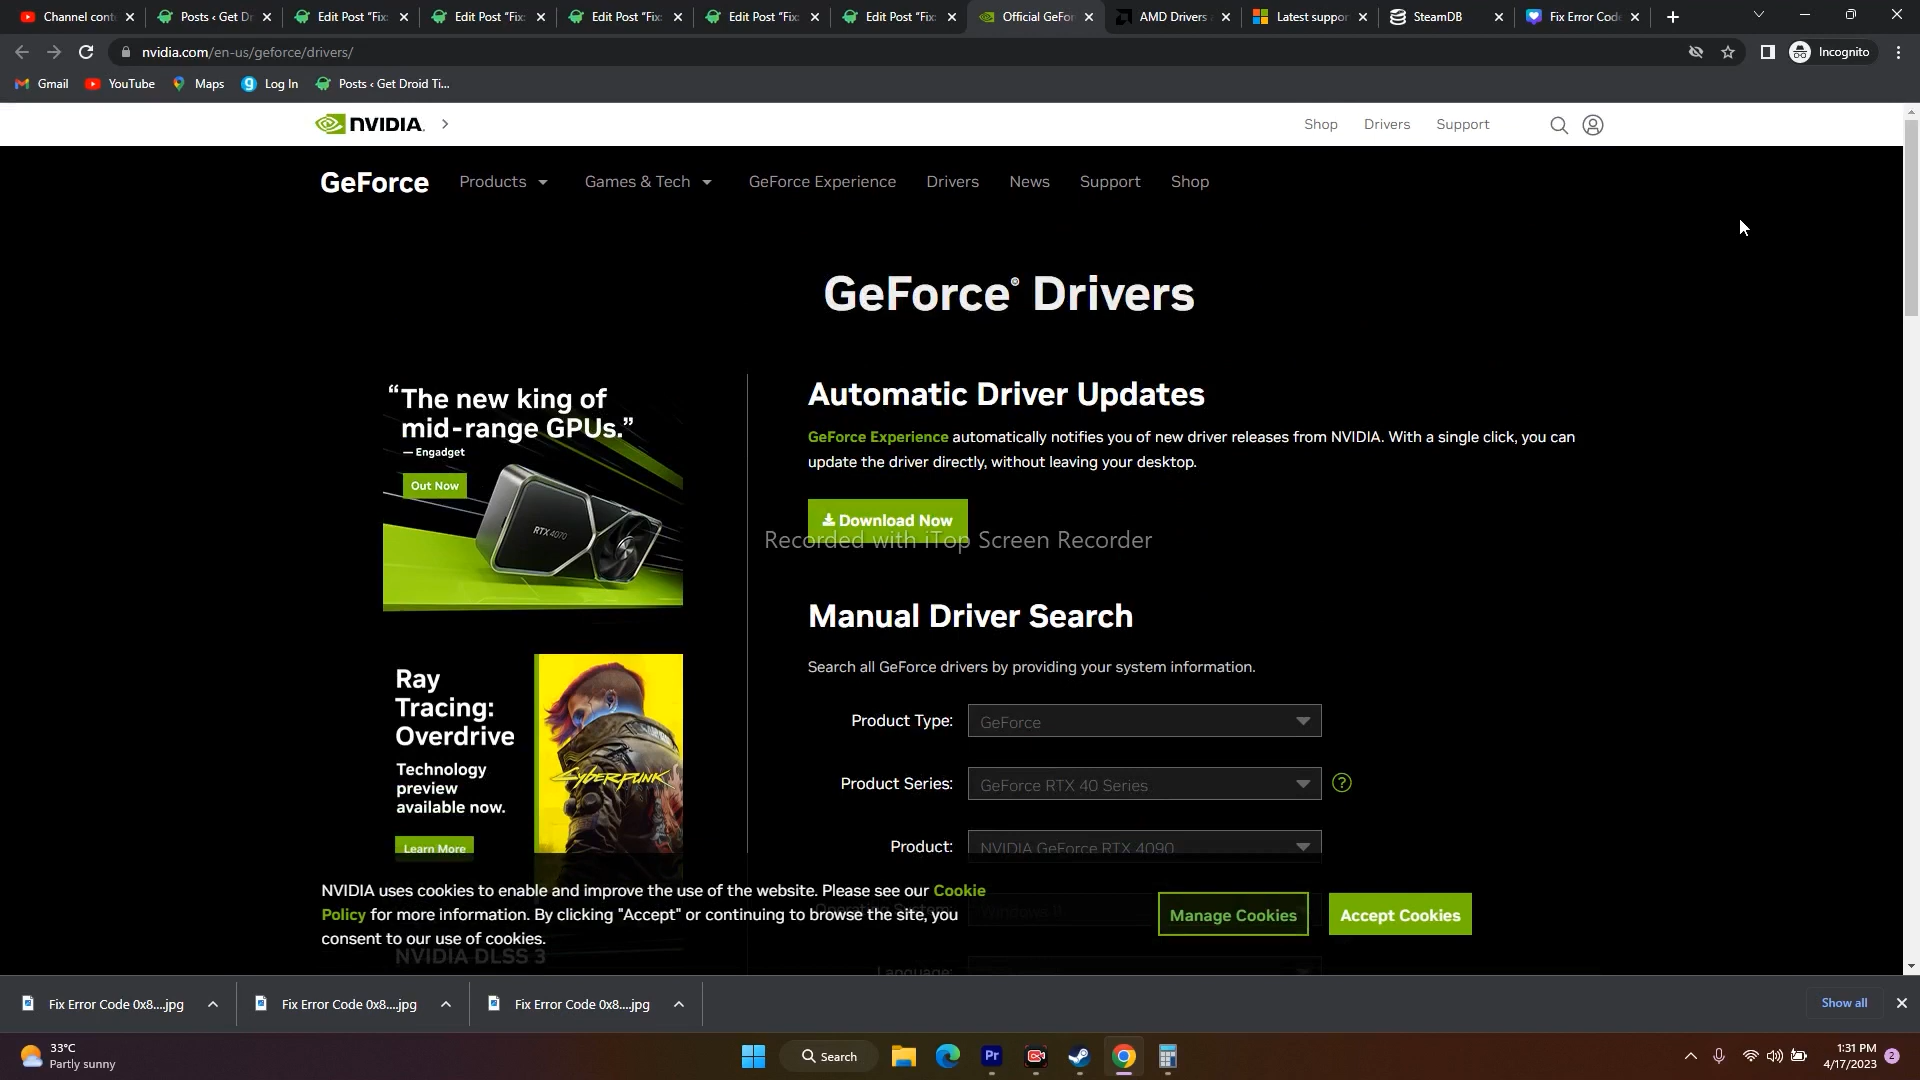 Channel cont
Posts ‹ Get D
Edit Post "Fix:
Edit Post "Fix:
Edit Post "Fix:
Edit Post "Fix:
Edit Post "Fix:
Official GeFor
AMD Drivers a
Latest suppor
SteamDB
Fix Error Code
nvidia.com/en-us/geforce/drivers/
Incognito
Gmail
YouTube
Maps
Log In
Posts ‹ Get Droid Ti...
NVIDIA.
Shop
Drivers
Support
GeForce
Products
Games & Tech
GeForce Experience
Drivers
News
Support
Shop
GeForce® Drivers
"The new king of
mid-range GPUs."
— Engadget
Out Now
RTX 4070
Automatic Driver Updates
GeForce Experience automatically notifies you of new driver releases from NVIDIA. With a single click, you can
update the driver directly, without leaving your desktop.
Download Now
Recorded with iTop Screen Recorder
Manual Driver Search
Search all GeForce drivers by providing your system information.
Product Type: GeForce
Product Series: GeForce RTX 40 Series ?
Product: NVIDIA GeForce RTX 4090
Operating System:
Language:
Ray
Tracing:
Overdrive
Technology
preview
available now.
Learn More
Cyberpunk
NVIDIA DLSS 3
NVIDIA uses cookies to enable and improve the use of the website. Please see our Cookie
Policy for more information. By clicking "Accept" or continuing to browse the site, you
consent to our use of cookies.
Manage Cookies
Accept Cookies
Fix Error Code 0x8....jpg
Fix Error Code 0x8....jpg
Fix Error Code 0x8....jpg
Show all
33°C
Partly sunny
Search
Pr
1:31 PM
4/17/2023
2